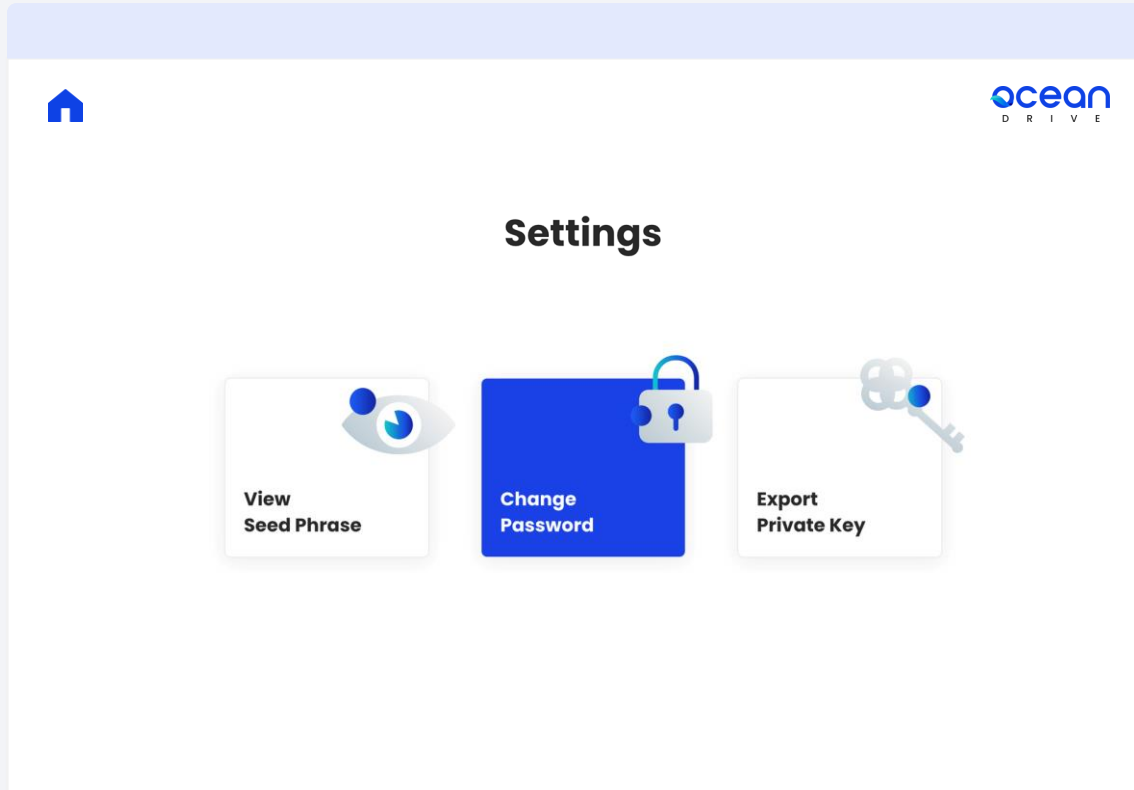 ocean
DRIVE
Settings
View
Seed Phrase
Change
Password
Export
Private Key